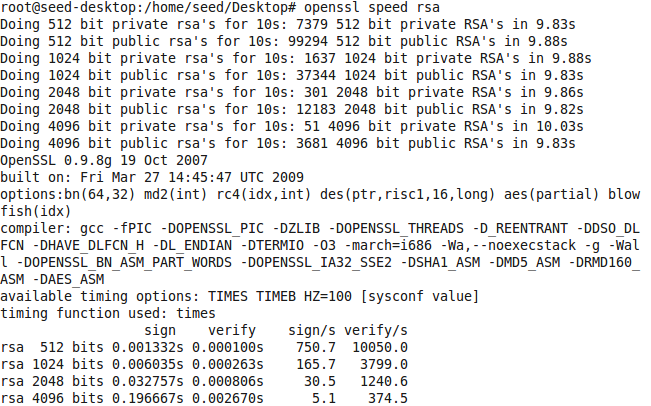 root@seed-desktop:/home/seed/Desktop# openssl speed rsa
Doing 512 bit private rsa's for 10s: 7379 512 bit private RSA's in 9.83s
Doing 512 bit public rsa's for 10s: 99294 512 bit public RSA's in 9.88s
Doing 1024 bit private rsa's for 10s: 1637 1024 bit private RSA's in 9.88s
Doing 1024 bit public rsa's for 10s: 37344 1024 bit public RSA's in 9.83s
Doing 2048 bit private rsa's for 10s: 301 2048 bit private RSA's in 9.86s
Doing 2048 bit public rsa's for 10s: 12183 2048 bit public RSA's in 9.82s
Doing 4096 bit private rsa's for 10s: 51 4096 bit private RSA's in 10.03s
Doing 4096 bit public rsa's for 10s: 3681 4096 bit public RSA's in 9.83s
OpenSSL 0.9.8g 19 Oct 2007
built on: Fri Mar 27 14:45:47 UTC 2009
options:bn(64,32) md2(int) rc4(idx,int) des(ptr,risc1,16,long) aes(partial) blow
fish(idx)
compiler: gcc -fPIC -DOPENSSL_PIC -DZLIB -DOPENSSL_THREADS -D_REENTRANT -DDSO_DL
FCN -DHAVE_DLFCN_H -DL_ENDIAN -DTERMIO -O3 -march=i686 -Wa,--noexecstack -g -Wal
l -DOPENSSL_BN_ASM_PART_WORDS -DOPENSSL_IA32_SSE2 -DSHA1_ASM -DMD5_ASM -DRMD160_
ASM -DAES_ASM
available timing options: TIMES TIMEB HZ=100 [sysconf value]
timing function used: times
                  sign    verify    sign/s verify/s
rsa  512 bits 0.001332s 0.000100s    750.7  10050.0
rsa 1024 bits 0.006035s 0.000263s    165.7   3799.0
rsa 2048 bits 0.032757s 0.000806s     30.5   1240.6
rsa 4096 bits 0.196667s 0.002670s      5.1    374.5